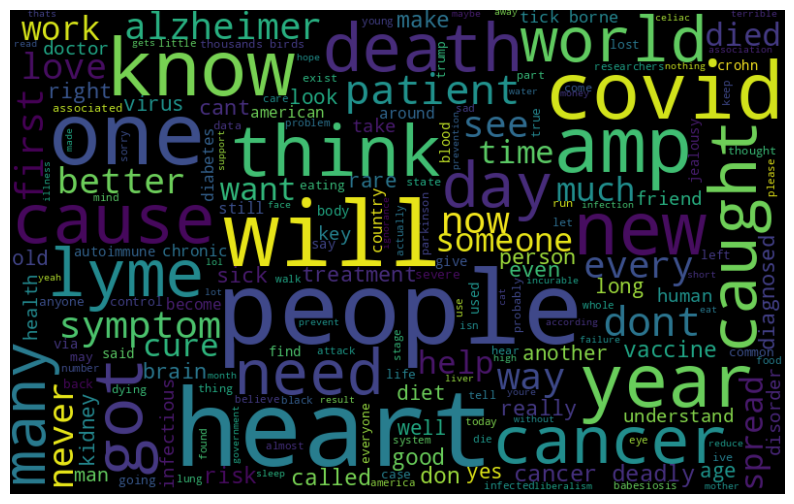 work
alzheimer
young
maybe
make
tick borne
away
died
celiac
terrible
thats
read
gets
little
thousands birds
trump
hope
doctor
know
death
world
lost
association
researchers
nothing
crohn
love
right
virus
exist
care
part
patient
come
keep
water
money
covid
associated
cant
look
american
around
sad
true
first
one
made
sorry
support
data
problem
take
blood
prevention
see
amp
time
jealousy
thought
please
illness
better
mind
diabetes
think
want
eating
rare
state
day
much
friend
caught
cause
still
body
face
key
country
actually
parkinson
run
infection
let
new
will
now
someone
old
autoimmune
chronic
yeah
lol
say
give
person
left
lyme
sick
walk
treatment
severe
even
every
long
short
diagnosed
health
anyone
control
become
lot
people
use
cat
isn
probably
incurable
used
whole
human
eat
according
many
symptom
prevent
stage
dont
via
said
cure
find
attack
hear
high
help
another
vaccine
failure
common
food
may
number
dying
brain
need
life
liver
way
spread
disorder
never
got
back
thing
month
diet
tell
youre
really
understand
infectious
heart
believe
black
result
everyone
well
today
die
without
year
eye
reduce
kidney
found
government
almost
system
good
cancer
man
going
lung
risk
sleep
called
america
case
don
yes
infected
liberalism
cancer
deadly
babesiosis
age
mother